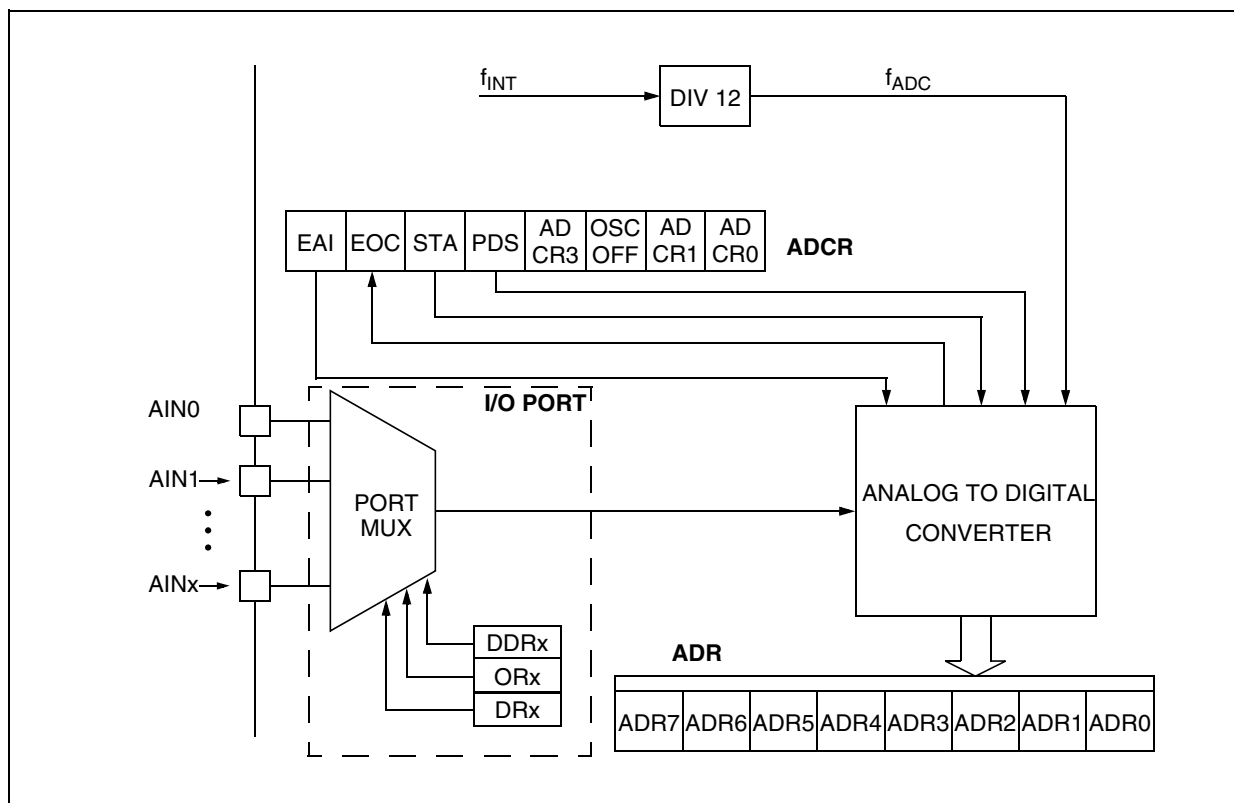 fINT
DIV 12
fADC
EAI
EOC
STA
PDS
AD
CR3
OSC
OFF
AD
CR1
AD
CR0
ADCR
I/O PORT
AIN0
AIN1
AINx
PORT
MUX
ANALOG TO DIGITAL
CONVERTER
DDRx
ORx
DRx
ADR
ADR7
ADR6
ADR5
ADR4
ADR3
ADR2
ADR1
ADR0